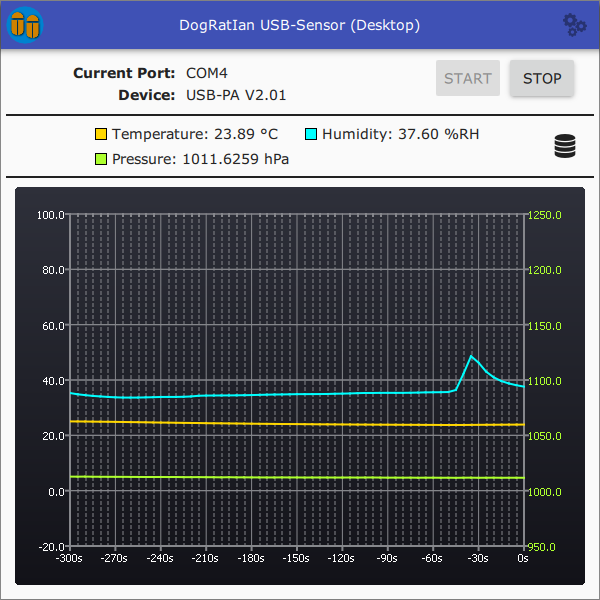 DogRatIan USB-Sensor (Desktop)
Current Port: COM4
START STOP
Device: USB-PA V2.01
Temperature: 23.89 °C Humidity: 37.60 %RH
Pressure: 1011.6259 hPa
100.0 1250.0
80.0 1200.0
60.0 1150.0
40.0 1100.0
20.0 1050.0
0.0 1000.0
-20.0 950.0
-300s -270s -240s -210s -180s -150s -120s -90s -60s -30s 0s